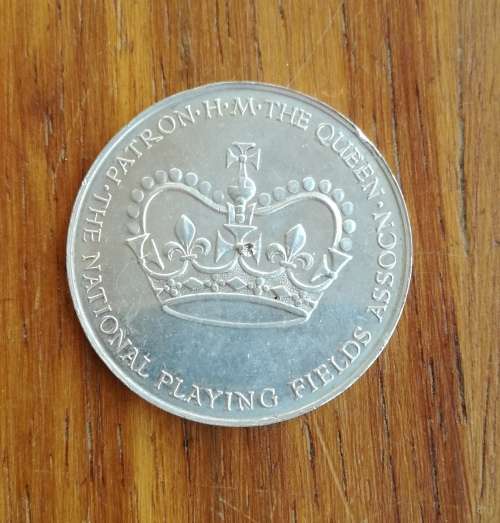 THE NATIONAL PLAYING FIELDS ASSOCN · PATRON · H · M · THE QUEEN ·